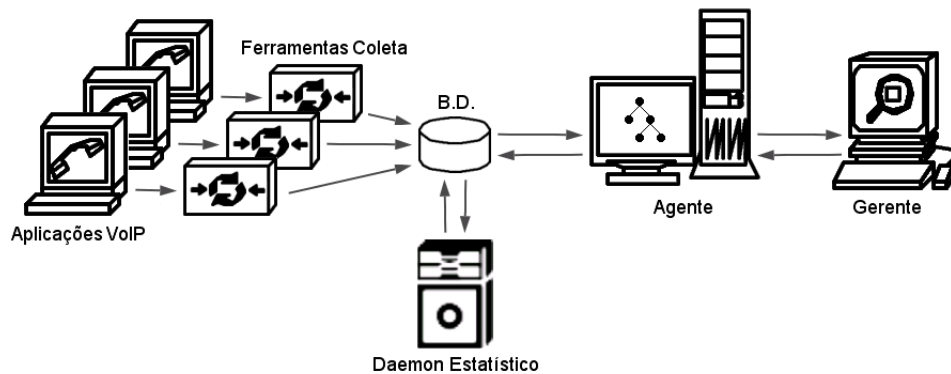 Ferramentas Coleta
B.D.
Aplicações VoIP
Agente
Gerente
Daemon Estatístico